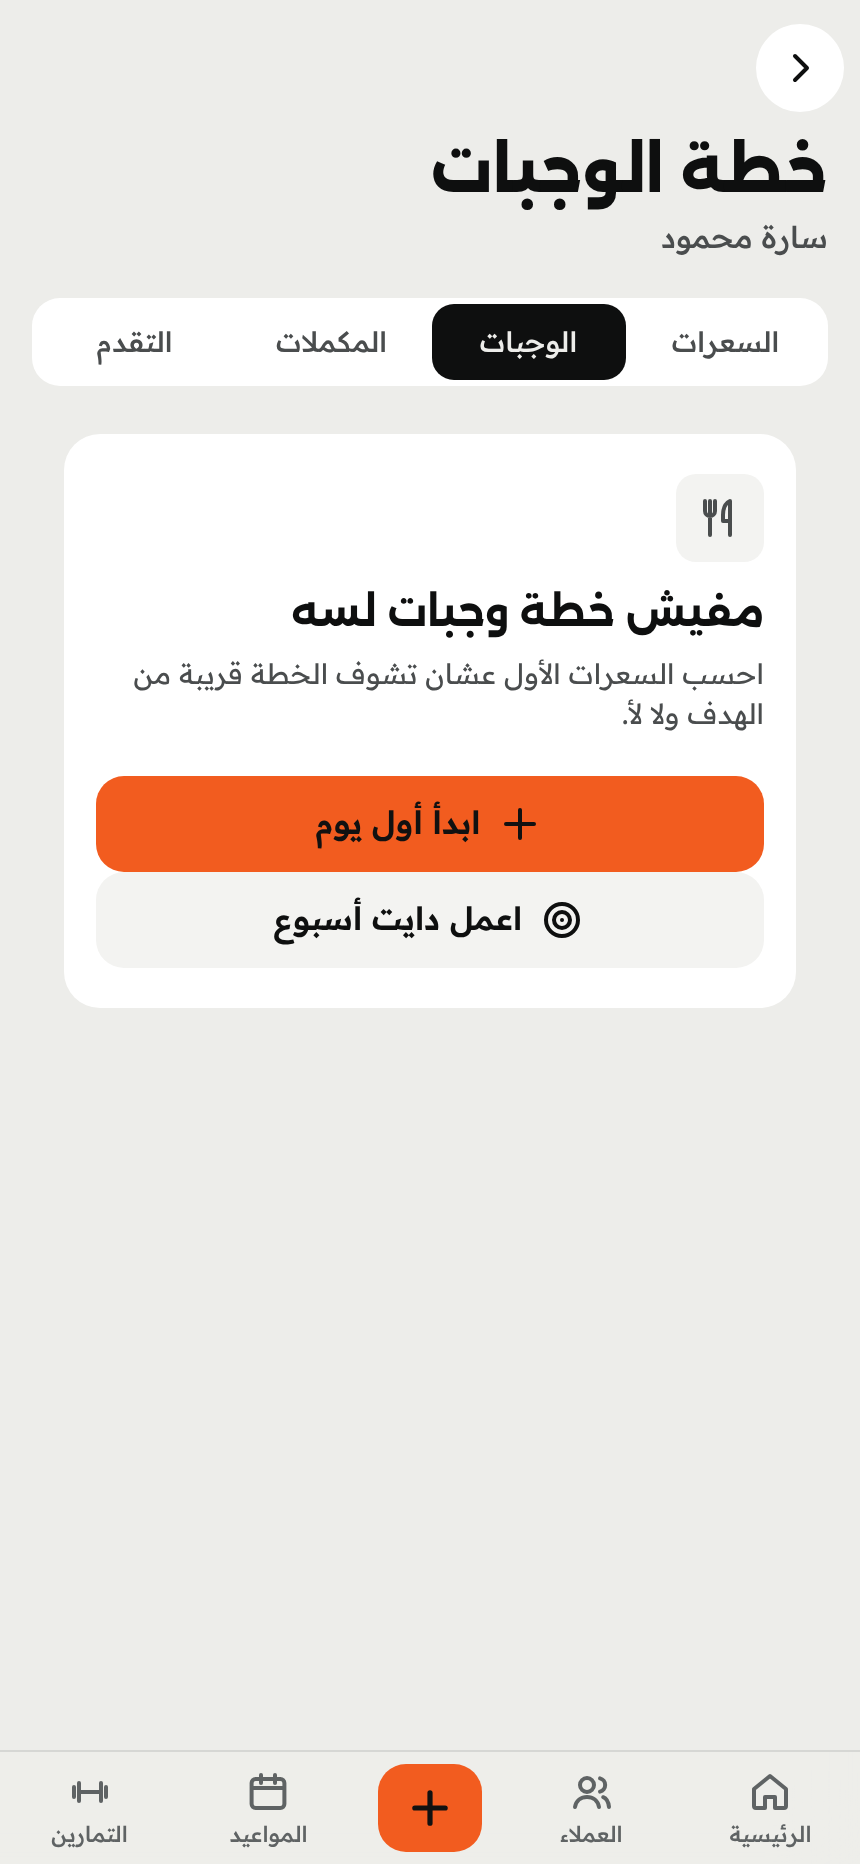 خطة الوجبات
سارة محمود
السعرات
الوجبات
المكملات
التقدم
مفيش خطة وجبات لسه
احسب السعرات الأول عشان تشوف الخطة قريبة من
الهدف ولا لأ.
ابدأ أول يوم
اعمل دايت أسبوع
الرئيسية
العملاء
المواعيد
التمارين